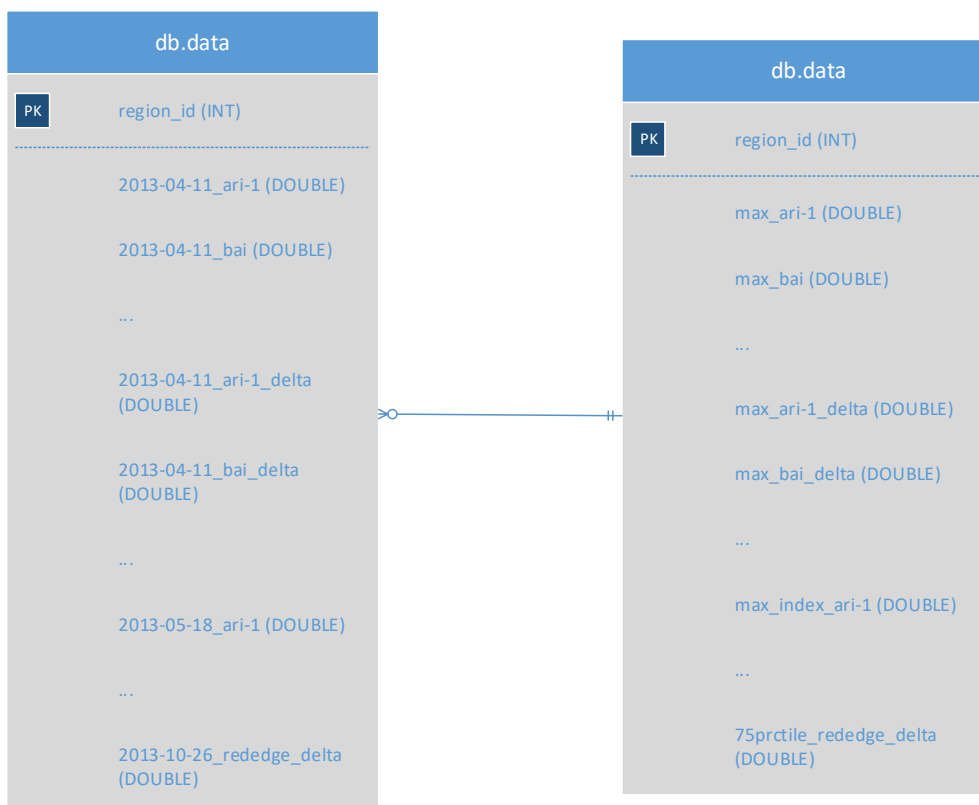 db.data
PK
region_id (INT)
2013-04-11_ari-1 (DOUBLE)
2013-04-11_bai (DOUBLE)
...
2013-04-11_ari-1_delta
(DOUBLE)
2013-04-11_bai_delta
(DOUBLE)
...
2013-05-18_ari-1 (DOUBLE)
...
2013-10-26_rededge_delta
(DOUBLE)
db.data
PK
region_id (INT)
max_ari-1 (DOUBLE)
max_bai (DOUBLE)
...
max_ari-1_delta (DOUBLE)
max_bai_delta (DOUBLE)
...
max_index_ari-1 (DOUBLE)
...
75prctile_rededge_delta
(DOUBLE)